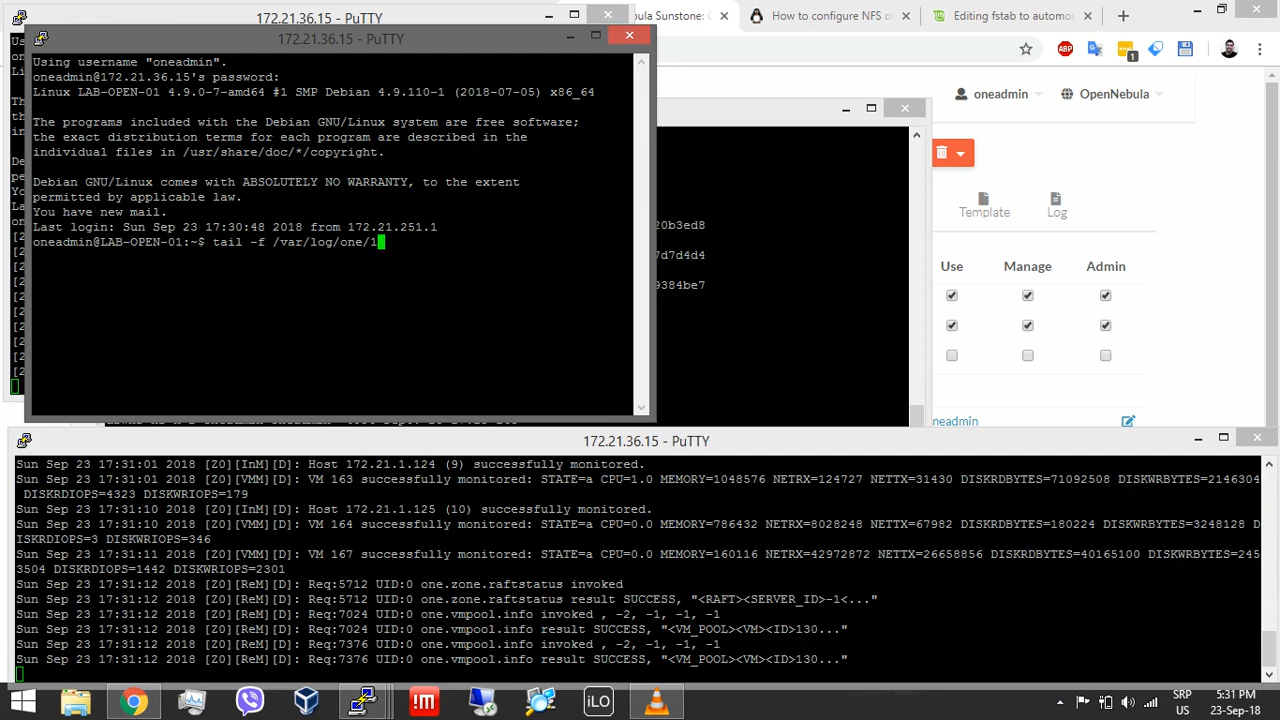 172.21.36.15 - PuTTY
bula Sunstone: C
How to configure NFS o
Editing fstab to automou
172.21.36.15 - PuTTY
Using username "oneadmin".
oneadmin@172.21.36.15's password:
Linux LAB-OPEN-01 4.9.0-7-amd64 #1 SMP Debian 4.9.110-1 (2018-07-05) x86_64
The programs included with the Debian GNU/Linux system are free software;
the exact distribution terms for each program are described in the
individual files in /usr/share/doc/*/copyright.
Debian GNU/Linux comes with ABSOLUTELY NO WARRANTY, to the extent
permitted by applicable law.
You have new mail.
Last login: Sun Sep 23 17:30:48 2018 from 172.21.251.1
oneadmin@LAB-OPEN-01:~$ tail -f /var/log/one/1
ABP
1
oneadmin
OpenNebula
20b3ed8
7d7d4d4
9384be7
Template
Log
Use
Manage
Admin
neadmin
172.21.36.15 - PuTTY
Sun Sep 23 17:31:01 2018 [Z0][InM][D]: Host 172.21.1.124 (9) successfully monitored.
Sun Sep 23 17:31:01 2018 [Z0][VMM][D]: VM 163 successfully monitored: STATE=a CPU=1.0 MEMORY=1048576 NETRX=124727 NETTX=31430 DISKRDBYTES=71092508 DISKWRBYTES=2146304
DISKRDIOPS=4323 DISKWRIOPS=179
Sun Sep 23 17:31:10 2018 [Z0][InM][D]: Host 172.21.1.125 (10) successfully monitored.
Sun Sep 23 17:31:10 2018 [Z0][VMM][D]: VM 164 successfully monitored: STATE=a CPU=0.0 MEMORY=786432 NETRX=8028248 NETTX=67982 DISKRDBYTES=180224 DISKWRBYTES=3248128 D
ISKRDIOPS=3 DISKWRIOPS=346
Sun Sep 23 17:31:11 2018 [Z0][VMM][D]: VM 167 successfully monitored: STATE=a CPU=0.0 MEMORY=160116 NETRX=42972872 NETTX=26658856 DISKRDBYTES=40165100 DISKWRBYTES=245
3504 DISKRDIOPS=1442 DISKWRIOPS=2301
Sun Sep 23 17:31:12 2018 [Z0][ReM][D]: Req:5712 UID:0 one.zone.raftstatus invoked
Sun Sep 23 17:31:12 2018 [Z0][ReM][D]: Req:5712 UID:0 one.zone.raftstatus result SUCCESS, "<RAFT><SERVER_ID>-1<..."
Sun Sep 23 17:31:12 2018 [Z0][ReM][D]: Req:7024 UID:0 one.vmpool.info invoked , -2, -1, -1, -1
Sun Sep 23 17:31:12 2018 [Z0][ReM][D]: Req:7024 UID:0 one.vmpool.info result SUCCESS, "<VM_POOL><VM><ID>130..."
Sun Sep 23 17:31:12 2018 [Z0][ReM][D]: Req:7376 UID:0 one.vmpool.info invoked , -2, -1, -1, -1
Sun Sep 23 17:31:12 2018 [Z0][ReM][D]: Req:7376 UID:0 one.vmpool.info result SUCCESS, "<VM_POOL><VM><ID>130..."
!M
iLO
SRP
US
5:31 PM
23-Sep-18